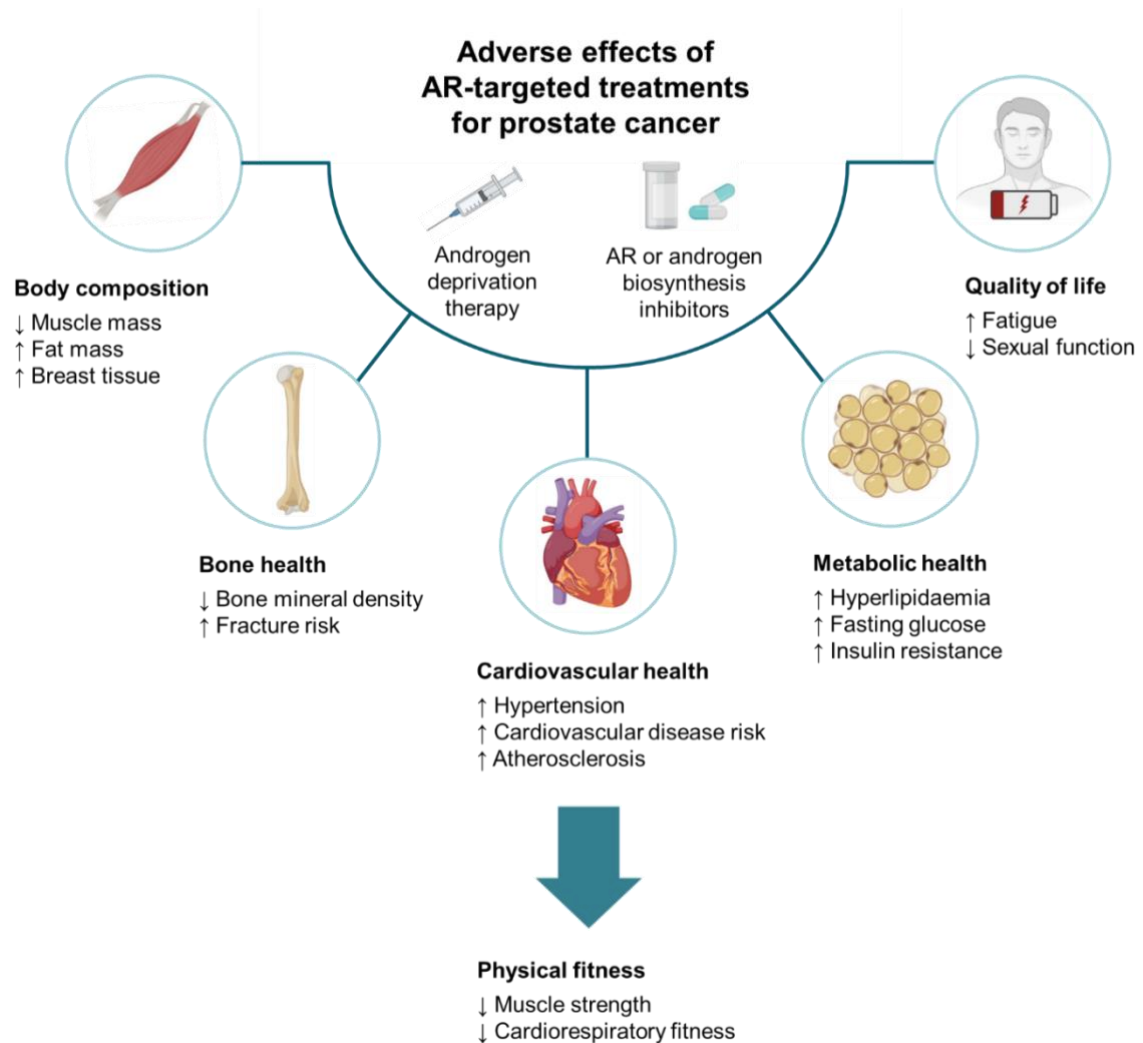 Adverse effects of
AR-targeted treatments
for prostate cancer
Androgen
deprivation
therapy
AR or androgen
biosynthesis
inhibitors
Body composition
↓ Muscle mass
↑ Fat mass
↑ Breast tissue
Quality of life
↑ Fatigue
↓ Sexual function
Bone health
↓ Bone mineral density
↑ Fracture risk
Metabolic health
↑ Hyperlipidaemia
↑ Fasting glucose
↑ Insulin resistance
Cardiovascular health
↑ Hypertension
↑ Cardiovascular disease risk
↑ Atherosclerosis
Physical fitness
↓ Muscle strength
↓ Cardiorespiratory fitness